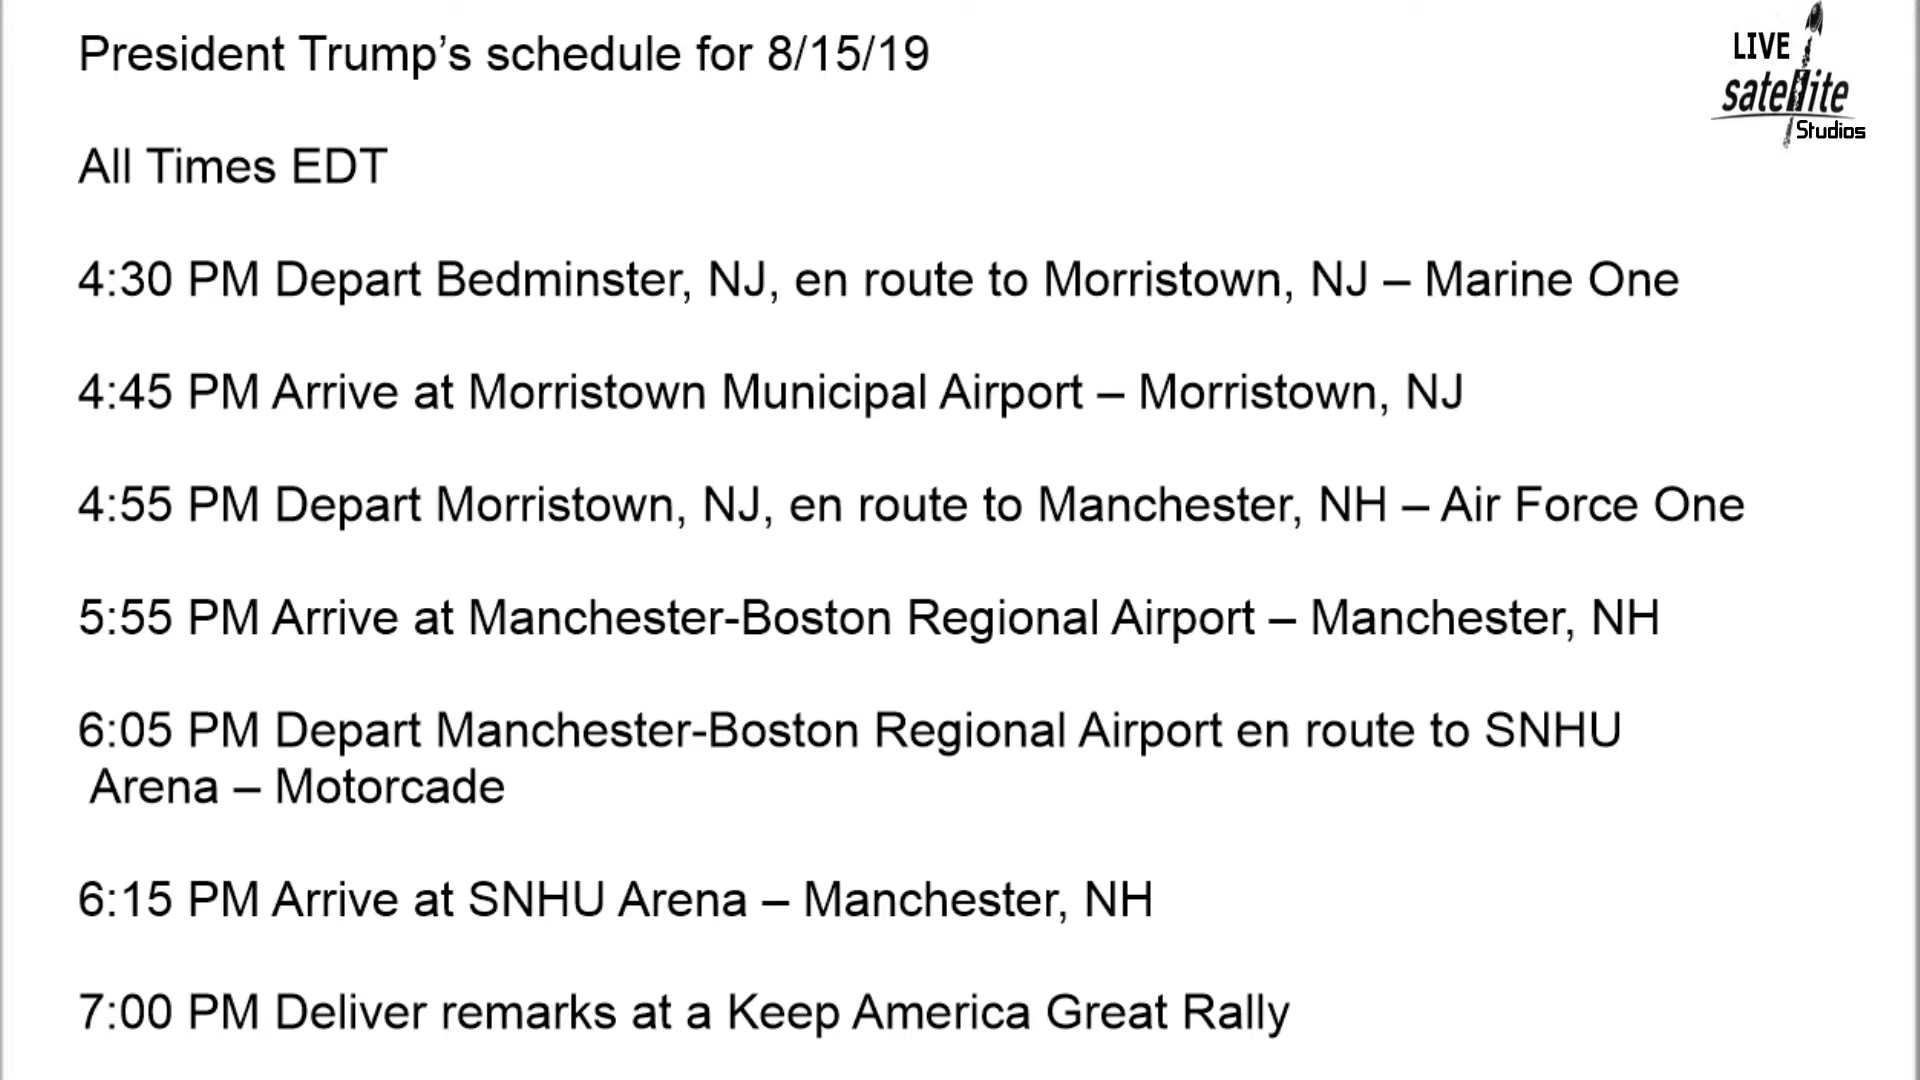 President Trump’s schedule for 8/15/19
LIVE
satellite
Studios
All Times EDT
4:30 PM Depart Bedminster, NJ, en route to Morristown, NJ – Marine One
4:45 PM Arrive at Morristown Municipal Airport – Morristown, NJ
4:55 PM Depart Morristown, NJ, en route to Manchester, NH – Air Force One
5:55 PM Arrive at Manchester-Boston Regional Airport – Manchester, NH
6:05 PM Depart Manchester-Boston Regional Airport en route to SNHU
Arena – Motorcade
6:15 PM Arrive at SNHU Arena – Manchester, NH
7:00 PM Deliver remarks at a Keep America Great Rally